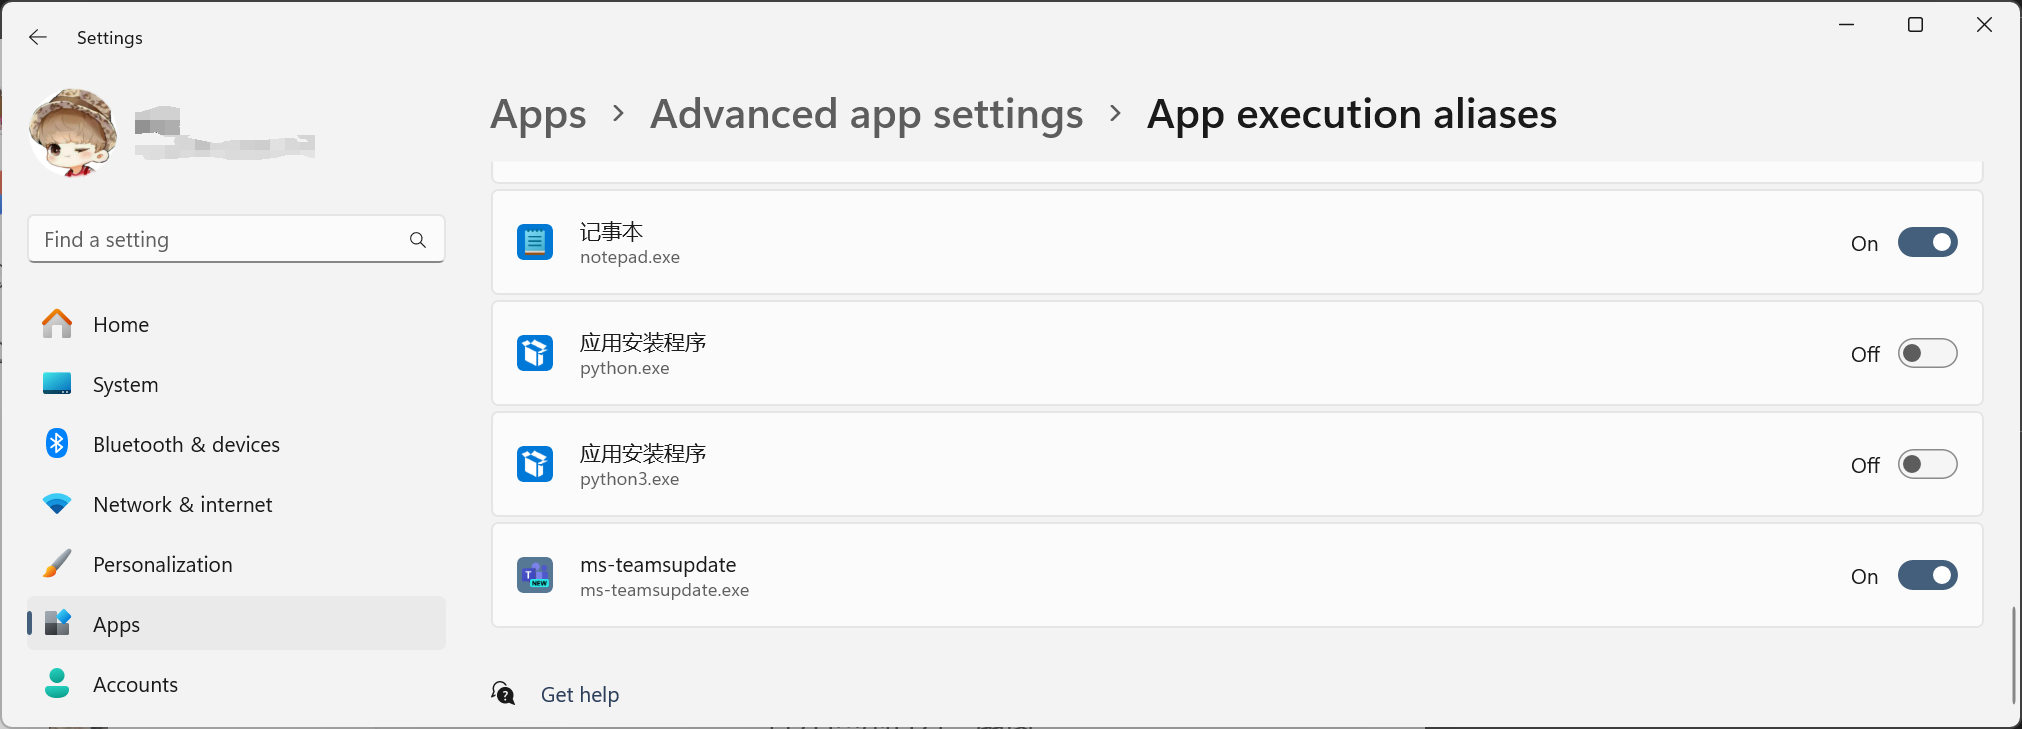 Settings
Apps > Advanced app settings > App execution aliases
Find a setting
Home
System
Bluetooth & devices
Network & internet
Personalization
Apps
Accounts
记事本
notepad.exe
On
应用安装程序
python.exe
Off
应用安装程序
python3.exe
Off
ms-teamsupdate
ms-teamsupdate.exe
On
Get help